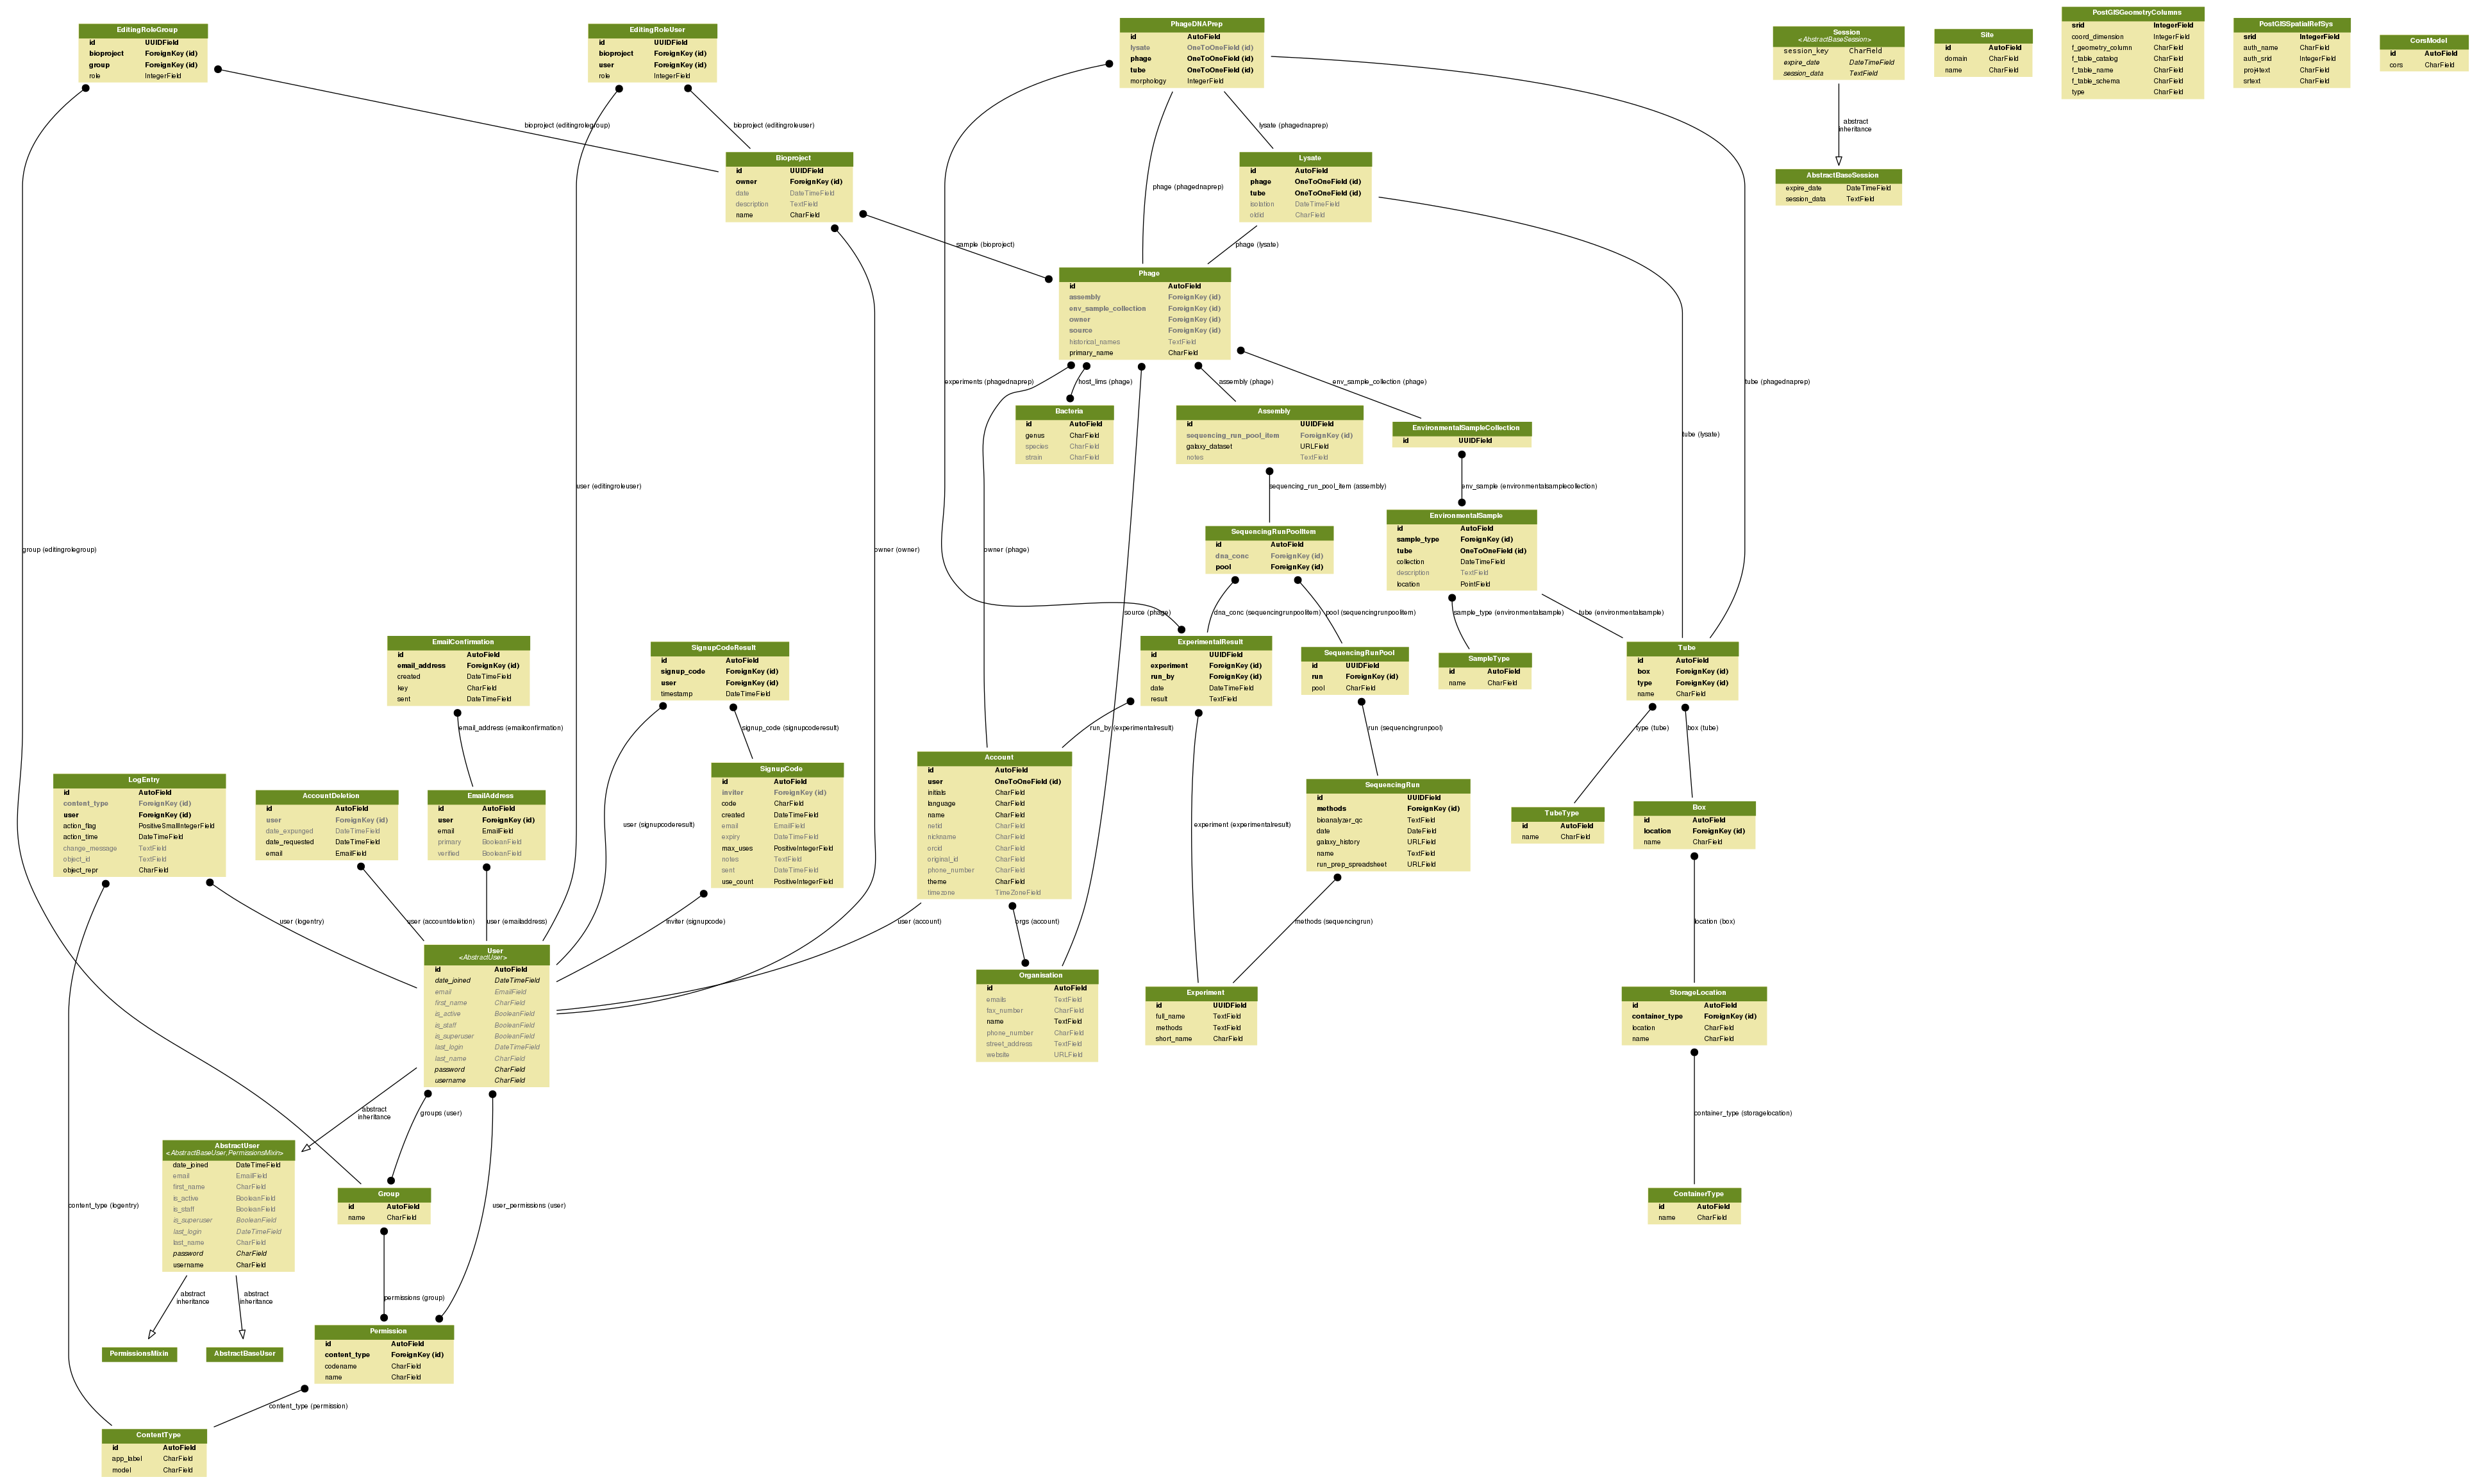 EditingRoleGroup
id UUIDField
bioproject ForeignKey (id)
group ForeignKey (id)
role IntegerField
EditingRoleUser
id UUIDField
bioproject ForeignKey (id)
user ForeignKey (id)
role IntegerField
PhageDNAPrep
id AutoField
lysate OneToOneField (id)
phage OneToOneField (id)
tube OneToOneField (id)
morphology IntegerField
Session
<AbstractBaseSession>
session_key CharField
expire_date DateTimeField
session_data TextField
Site
id AutoField
domain CharField
name CharField
PostGISGeometryColumns
srid IntegerField
coord_dimension IntegerField
f_geometry_column CharField
f_table_catalog CharField
f_table_name CharField
f_table_schema CharField
type CharField
PostGISSpatialRefSys
srid IntegerField
auth_name CharField
auth_srid IntegerField
proj4text CharField
srtext CharField
CorsModel
id AutoField
cors CharField
bioproject (editingrolegroup)
bioproject (editingroleuser)
lysate (phagednaprep)
abstract
inheritance
Bioproject
id UUIDField
owner ForeignKey (id)
date DateTimeField
description TextField
name CharField
phage (phagednaprep)
Lysate
id AutoField
phage OneToOneField (id)
tube OneToOneField (id)
isolation DateTimeField
oldid CharField
AbstractBaseSession
expire_date DateTimeField
session_data TextField
sample (bioproject)
phage (lysate)
Phage
id AutoField
assembly ForeignKey (id)
env_sample_collection ForeignKey (id)
owner ForeignKey (id)
source ForeignKey (id)
historical_names TextField
primary_name CharField
experiments (phagednaprep)
host_lims (phage)
assembly (phage)
env_sample_collection (phage)
tube (phagednaprep)
Bacteria
id AutoField
genus CharField
species CharField
strain CharField
Assembly
id UUIDField
sequencing_run_pool_item ForeignKey (id)
galaxy_dataset URLField
notes TextField
EnvironmentalSampleCollection
id UUIDField
tube (lysate)
user (editingroleuser)
sequencing_run_pool_item (assembly)
env_sample (environmentalsamplecollection)
group (editingrolegroup)
owner (owner)
owner (phage)
SequencingRunPoolItem
id AutoField
dna_conc ForeignKey (id)
pool ForeignKey (id)
EnvironmentalSample
id AutoField
sample_type ForeignKey (id)
tube OneToOneField (id)
collection DateTimeField
description TextField
location PointField
source (phage)
dna_conc (sequencingrunpoolitem)
pool (sequencingrunpoolitem)
sample_type (environmentalsample)
tube (environmentalsample)
EmailConfirmation
id AutoField
email_address ForeignKey (id)
created DateTimeField
key CharField
sent DateTimeField
SignupCodeResult
id AutoField
signup_code ForeignKey (id)
user ForeignKey (id)
timestamp DateTimeField
ExperimentalResult
id UUIDField
experiment ForeignKey (id)
run_by ForeignKey (id)
date DateTimeField
result TextField
SequencingRunPool
id UUIDField
run ForeignKey (id)
pool CharField
SampleType
id AutoField
name CharField
Tube
id AutoField
box ForeignKey (id)
type ForeignKey (id)
name CharField
email_address (emailconfirmation)
signup_code (signupcoderesult)
run_by (experimentalresult)
run (sequencingrunpool)
type (tube)
box (tube)
LogEntry
id AutoField
content_type ForeignKey (id)
user ForeignKey (id)
action_flag PositiveSmallIntegerField
action_time DateTimeField
change_message TextField
object_id TextField
object_repr CharField
AccountDeletion
id AutoField
user ForeignKey (id)
date_expunged DateTimeField
date_requested DateTimeField
email EmailField
EmailAddress
id AutoField
user ForeignKey (id)
email EmailField
primary BooleanField
verified BooleanField
user (signupcoderesult)
SignupCode
id AutoField
inviter ForeignKey (id)
code CharField
created DateTimeField
email EmailField
expiry DateTimeField
max_uses PositiveIntegerField
notes TextField
sent DateTimeField
use_count PositiveIntegerField
Account
id AutoField
user OneToOneField (id)
initials CharField
language CharField
name CharField
netid CharField
nickname CharField
orcid CharField
original_id CharField
phone_number CharField
theme CharField
timezone TimeZoneField
experiment (experimentalresult)
SequencingRun
id UUIDField
methods ForeignKey (id)
bioanalyzer_qc TextField
date DateField
galaxy_history URLField
name TextField
run_prep_spreadsheet URLField
TubeType
id AutoField
name CharField
Box
id AutoField
location ForeignKey (id)
name CharField
user (logentry)
user (accountdeletion)
user (emailaddress)
inviter (signupcode)
user (account)
orgs (account)
methods (sequencingrun)
location (box)
User
<AbstractUser>
id AutoField
date_joined DateTimeField
email EmailField
first_name CharField
is_active BooleanField
is_staff BooleanField
is_superuser BooleanField
last_login DateTimeField
last_name CharField
password CharField
username CharField
Organisation
id AutoField
emails TextField
fax_number CharField
name TextField
phone_number CharField
street_address TextField
website URLField
Experiment
id UUIDField
full_name TextField
methods TextField
short_name CharField
StorageLocation
id AutoField
container_type ForeignKey (id)
location CharField
name CharField
abstract
inheritance
groups (user)
container_type (storagelocation)
AbstractUser
<AbstractBaseUser,PermissionsMixin>
date_joined DateTimeField
email EmailField
first_name CharField
is_active BooleanField
is_staff BooleanField
is_superuser BooleanField
last_login DateTimeField
last_name CharField
password CharField
username CharField
content_type (logentry)
Group
id AutoField
name CharField
user_permissions (user)
ContainerType
id AutoField
name CharField
abstract
inheritance
abstract
inheritance
permissions (group)
PermissionsMixin
AbstractBaseUser
Permission
id AutoField
content_type ForeignKey (id)
codename CharField
name CharField
content_type (permission)
ContentType
id AutoField
app_label CharField
model CharField